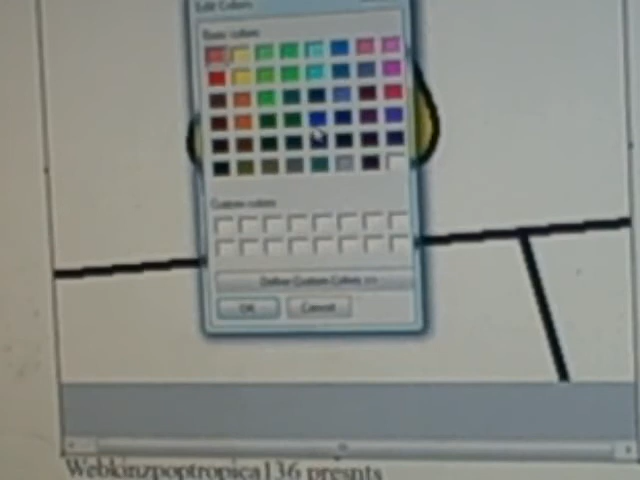 Edit Colors
Basic colors:
Custom colors:
Define Custom Colors >>
OK
Cancel
Webkinzpoptropica136 presnts